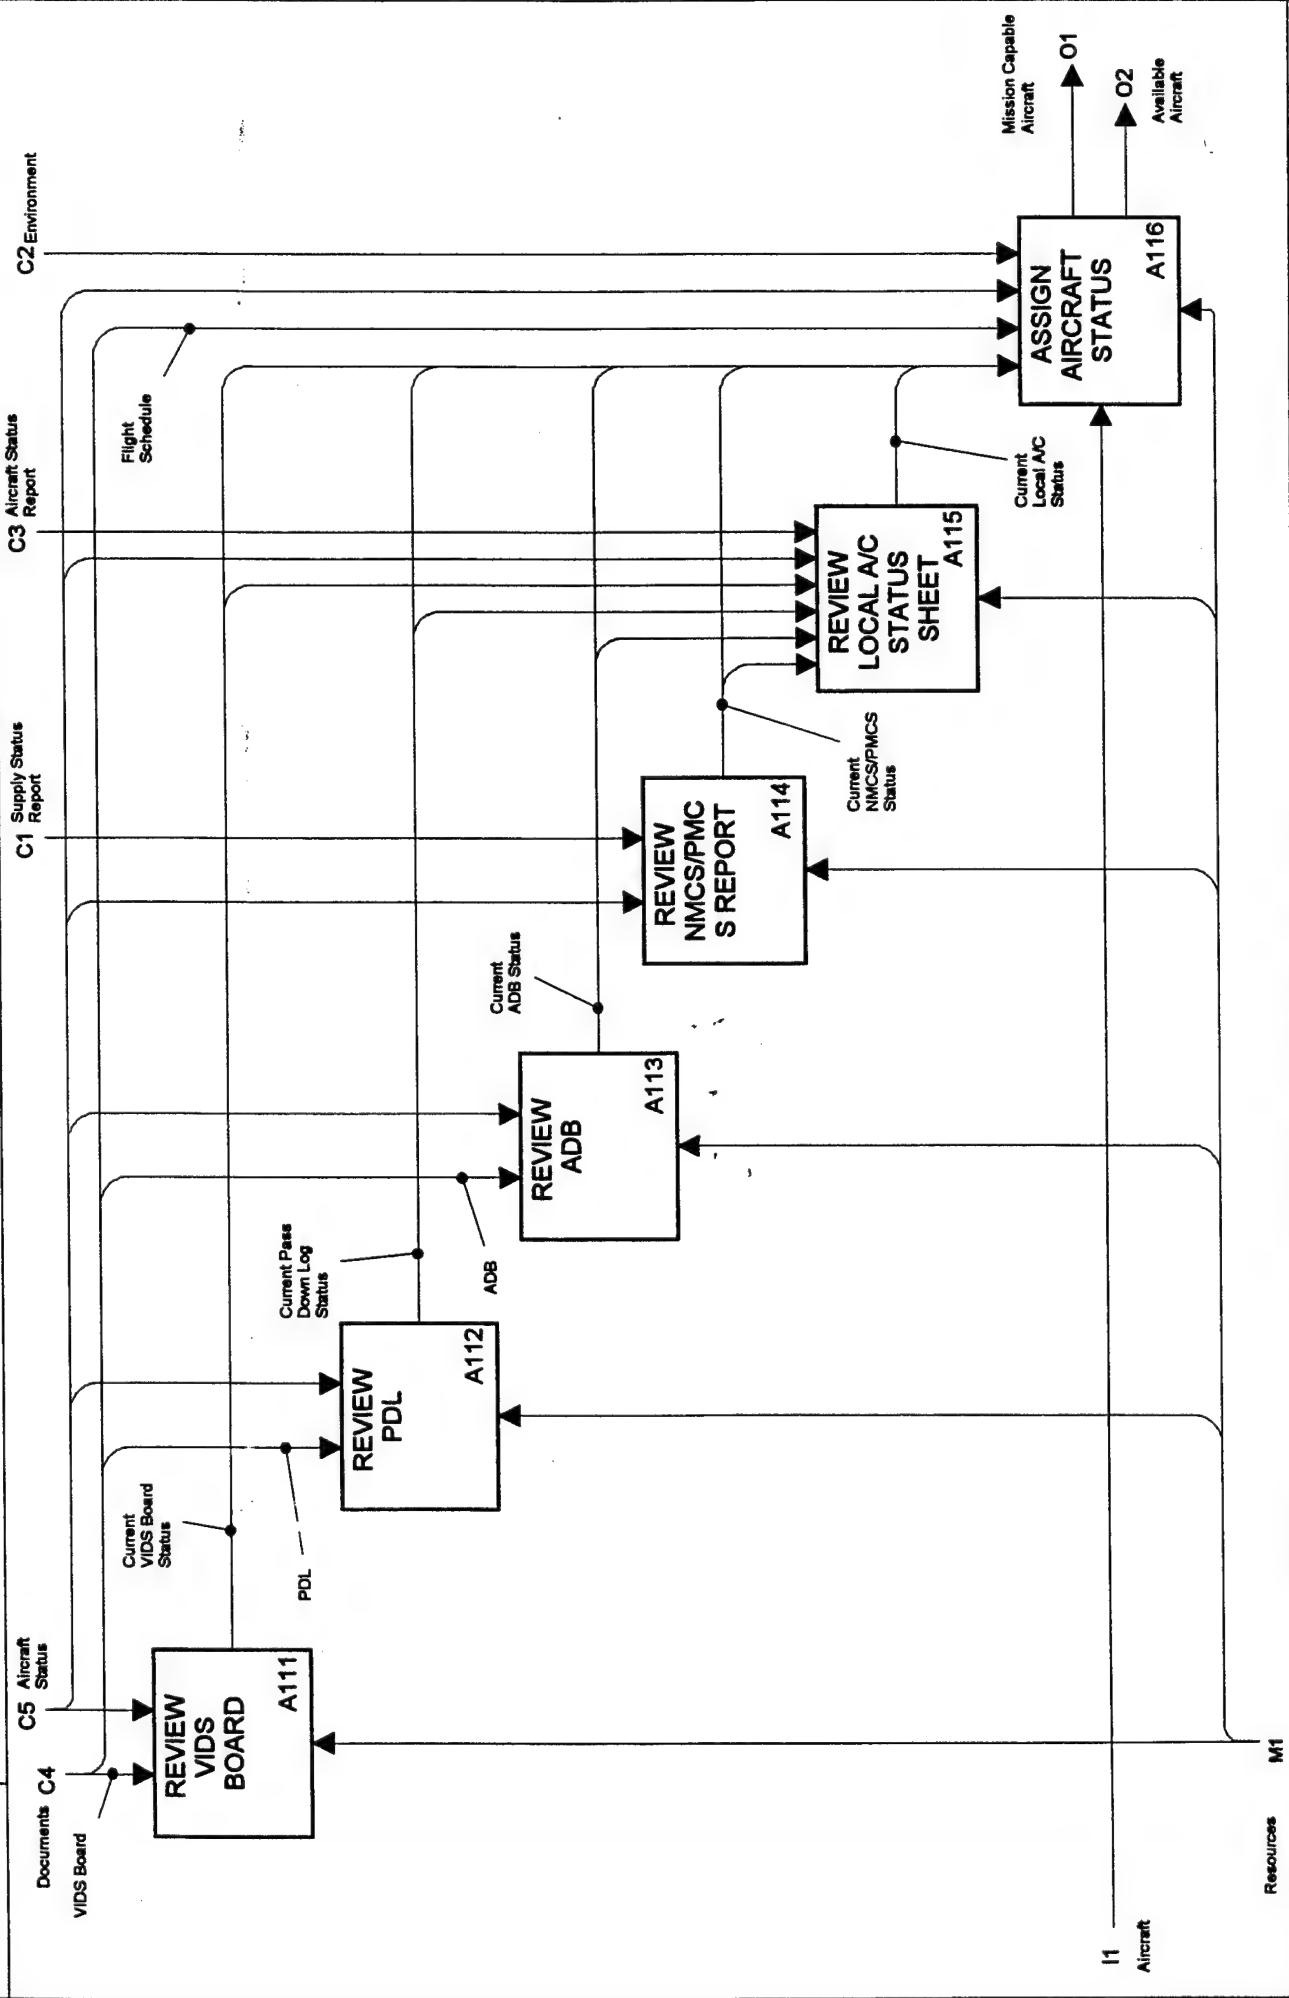 Documents C4
VIDS Board
C5 Aircraft
Status
C1 Supply Status
Report
C3 Aircraft Status
Report
C2 Environment
Flight
Schedule
REVIEW
VIDS
BOARD
A111
Current
VIDS Board
Status
PDL
REVIEW
PDL
A112
Current Pass
Down Log
Status
ADB
REVIEW
ADB
A113
Current
ADB Status
REVIEW
NMCS/PMC
S REPORT
A114
Current
NMCS/PMCS
Status
REVIEW
LOCAL A/C
STATUS
SHEET
A115
Current
Local A/C
Status
ASSIGN
AIRCRAFT
STATUS
A116
Mission Capable
Aircraft
O1
O2
Available
Aircraft
I1
Aircraft
Resources
M1